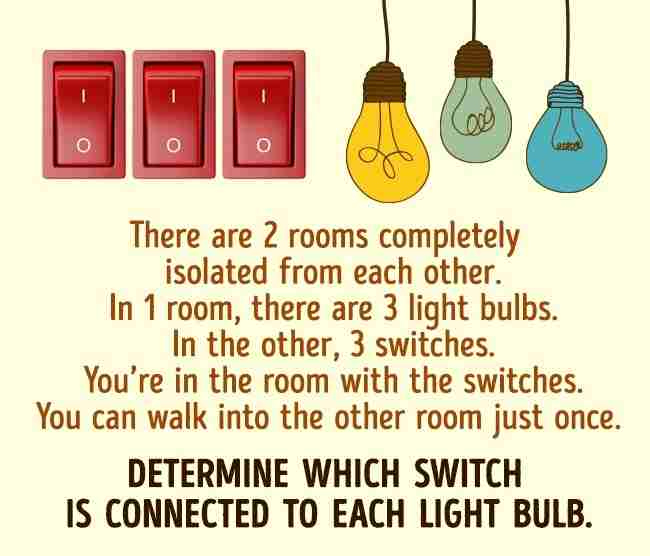 I I I
O O O
There are 2 rooms completely
isolated from each other.
In 1 room, there are 3 light bulbs.
In the other, 3 switches.
You're in the room with the switches.
You can walk into the other room just once.
DETERMINE WHICH SWITCH
IS CONNECTED TO EACH LIGHT BULB.